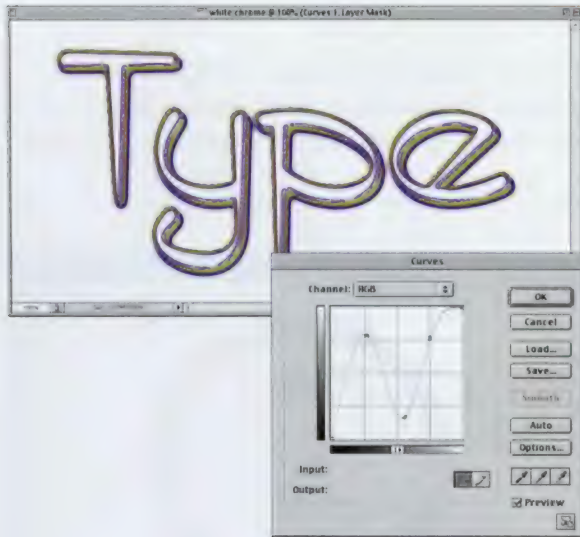 white chrome @ 100% (Curves 1, Layer Mask)
Type
Curves
Channel: RGB
OK
Cancel
Load...
Save...
Smooth
Auto
Options...
Input:
Output:
Preview